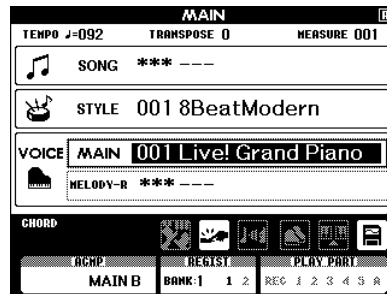 MAIN
TEMPO ♩=092 TRANSPOSE 0 MEASURE 001
SONG *** ---
STYLE 001 8BeatModern
VOICE MAIN 001 Live! Grand Piano
MELODY-R *** ---
CHORD
ACMP REGIST PLAY PART
MAIN B BANK:1 1 2 REC 1 2 3 4 5 A